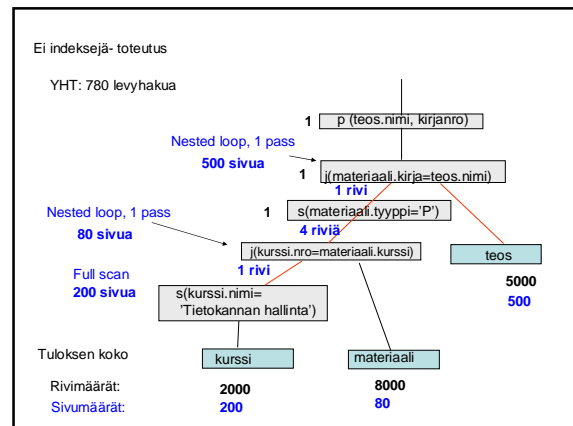 Ei indeksejä- toteutus
YHT: 780 levyhakua
1
p (teos.nimi, kirjanro)
Nested loop, 1 pass
500 sivua
1
j(materiaali.kirja=teos.nimi)
1 rivi
Nested loop, 1 pass
80 sivua
1
s(materiaali.tyyppi='P')
4 riviä
j(kurssi.nro=materiaali.kurssi)
1 rivi
teos
5000
500
Full scan
200 sivua
s(kurssi.nimi=
'Tietokannan hallinta')
Tuloksen koko
kurssi
materiaali
Rivimäärät:
2000
8000
Sivumäärät:
200
80